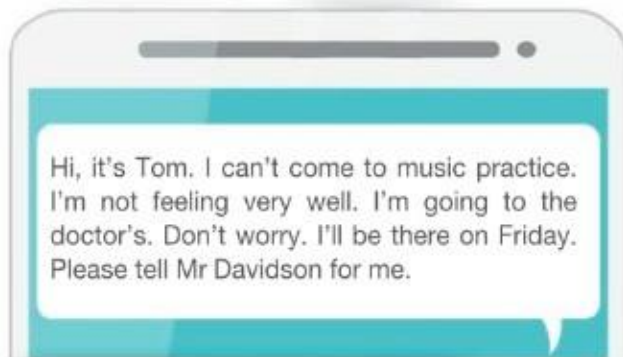 Hi, it's Tom. I can't come to music practice.
I'm not feeling very well. I'm going to the
doctor's. Don't worry. I'll be there on Friday.
Please tell Mr Davidson for me.